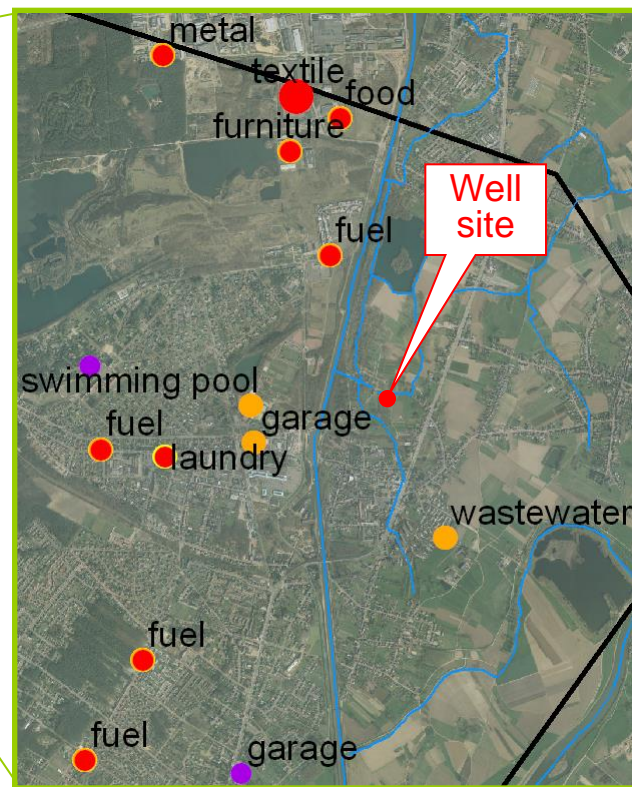 metal
textile
food
furniture
Well
site
fuel
swimming pool
garage
fuel
laundry
wastewater
fuel
fuel
garage